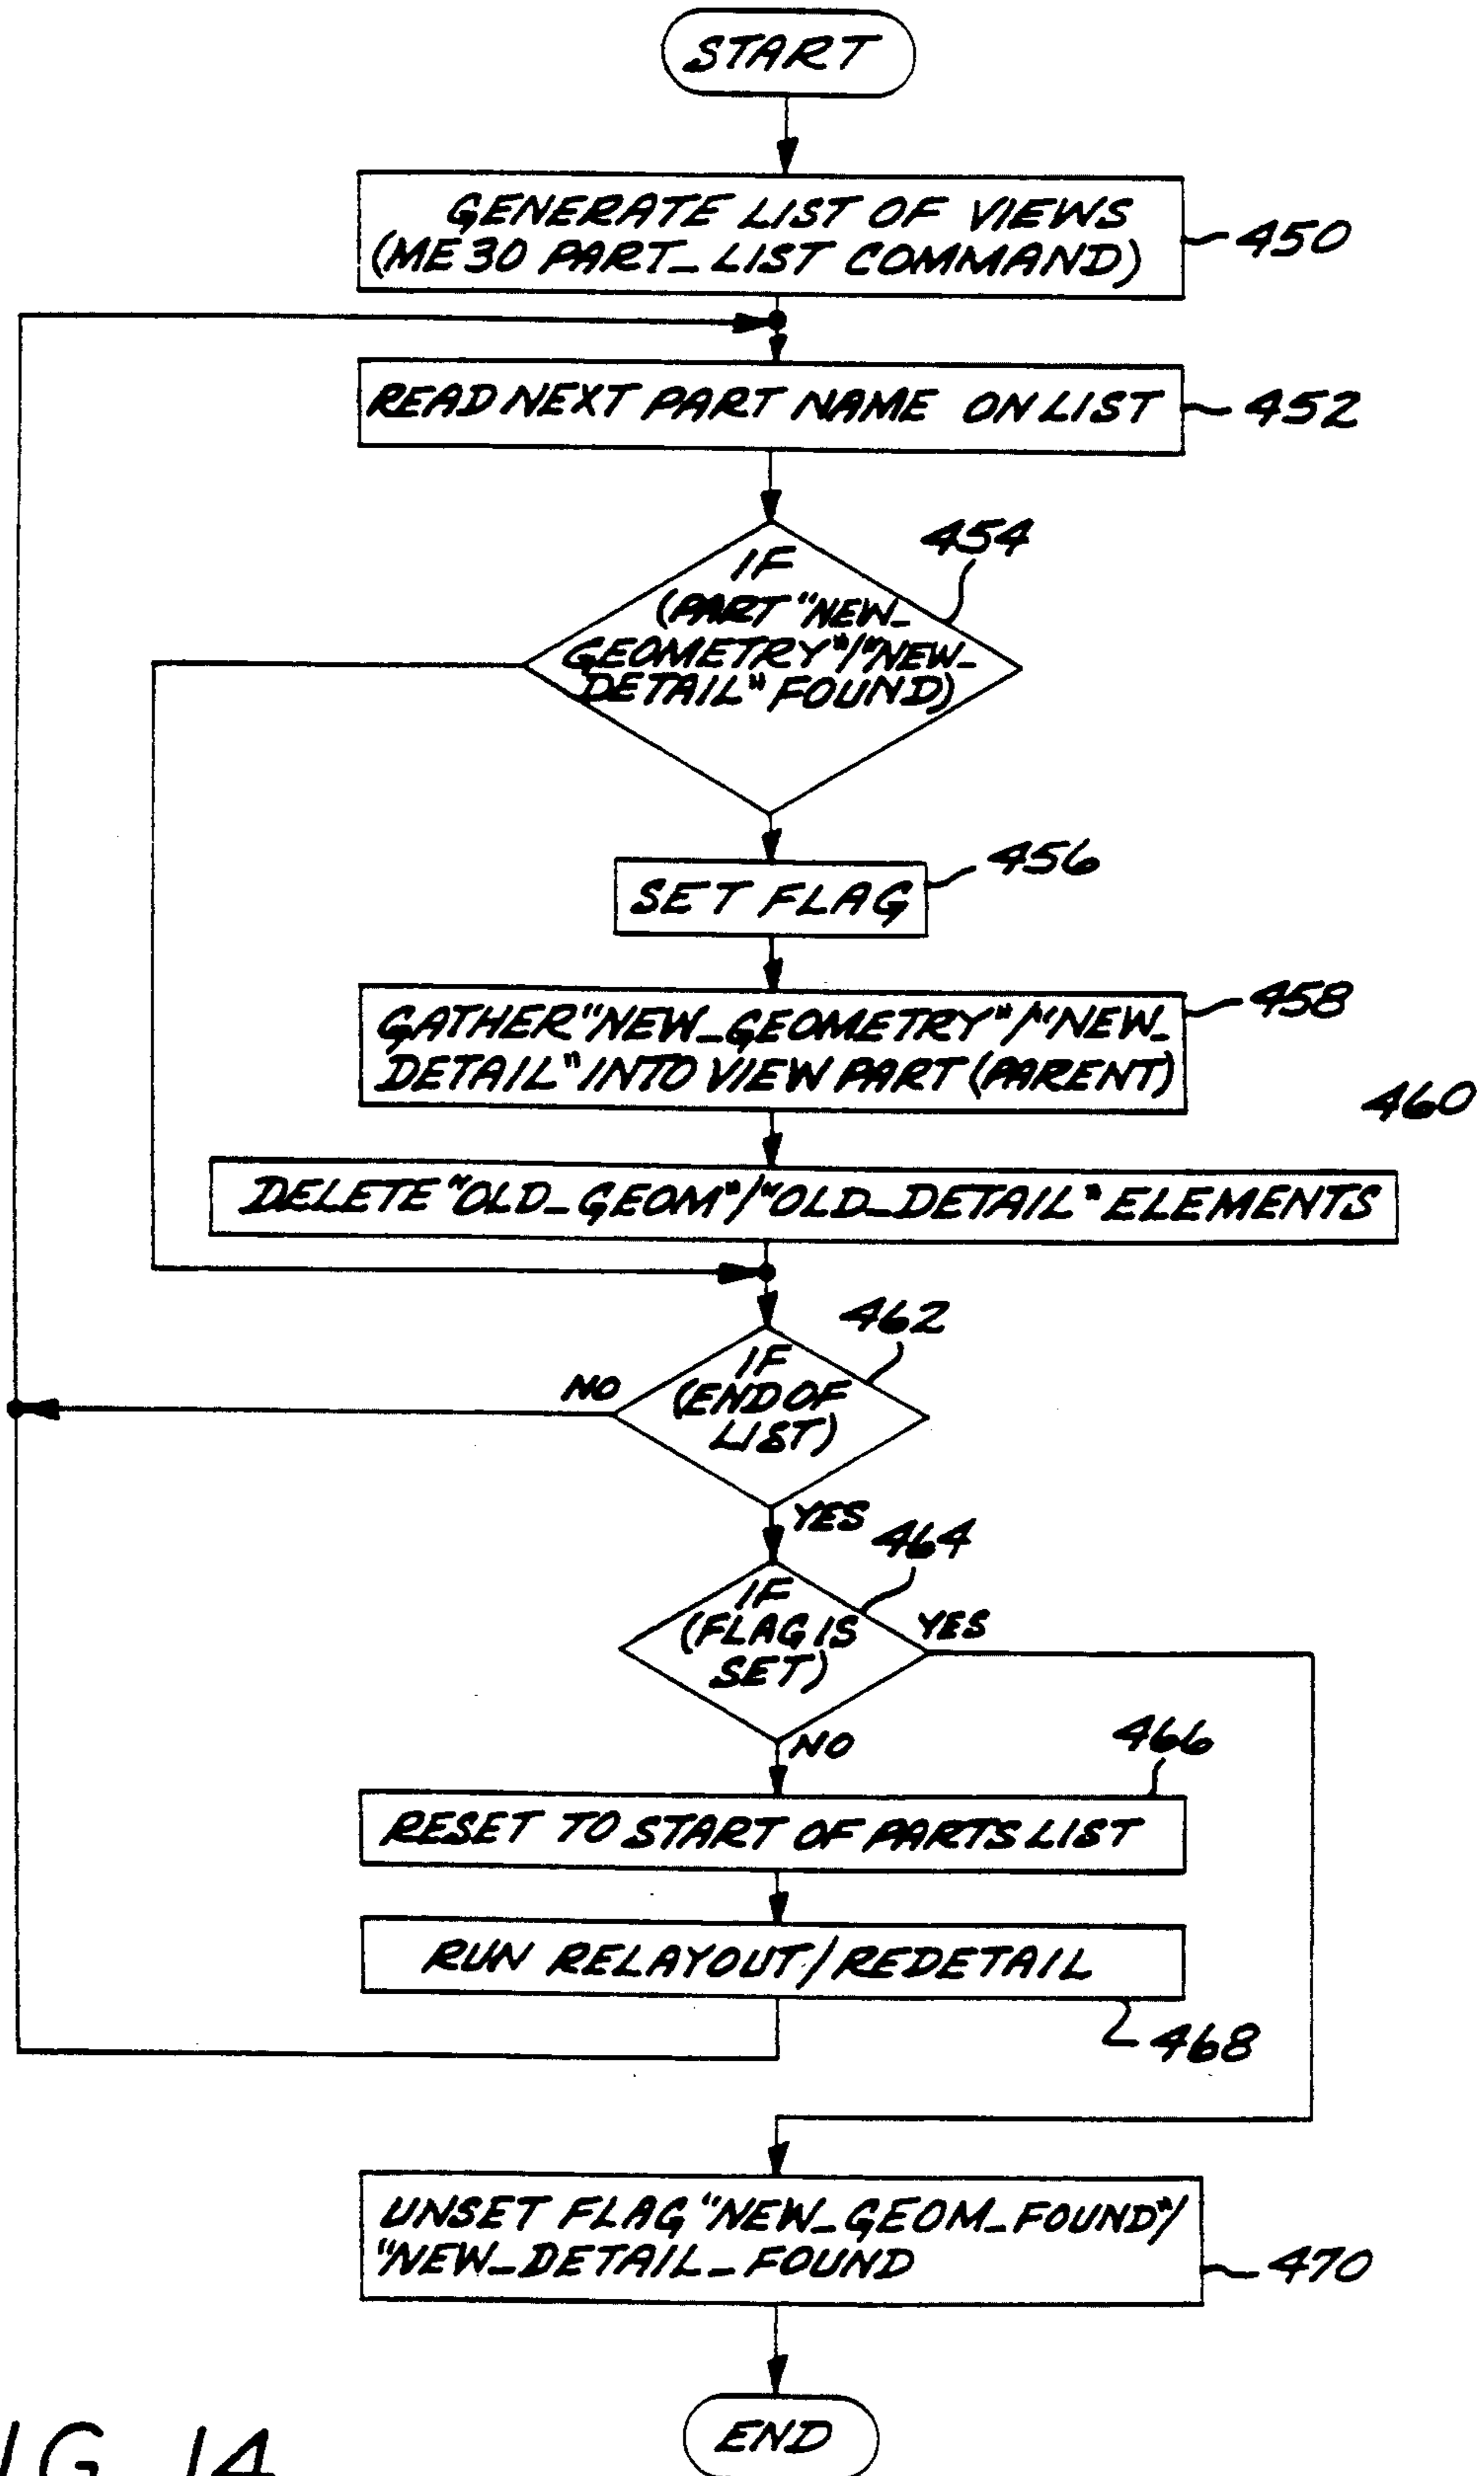 START
GENERATE LIST OF VIEWS
(ME30 PART_LIST COMMAND)
450
READ NEXT PART NAME ON LIST
452
454
IF
(PART "NEW_
GEOMETRY"/"NEW_
DETAIL" FOUND)
456
SET FLAG
458
GATHER "NEW_GEOMETRY"/"NEW_
DETAIL" INTO VIEW PART (PARENT)
460
DELETE "OLD_GEOM"/"OLD_DETAIL" ELEMENTS
462
IF
(END OF
LIST)
NO
YES
464
IF
(FLAG IS
SET)
YES
NO
466
RESET TO START OF PARTS LIST
RUN RELAYOUT/REDETAIL
468
UNSET FLAG "NEW_GEOM_FOUND"/
"NEW_DETAIL_FOUND
470
END
IG. 14